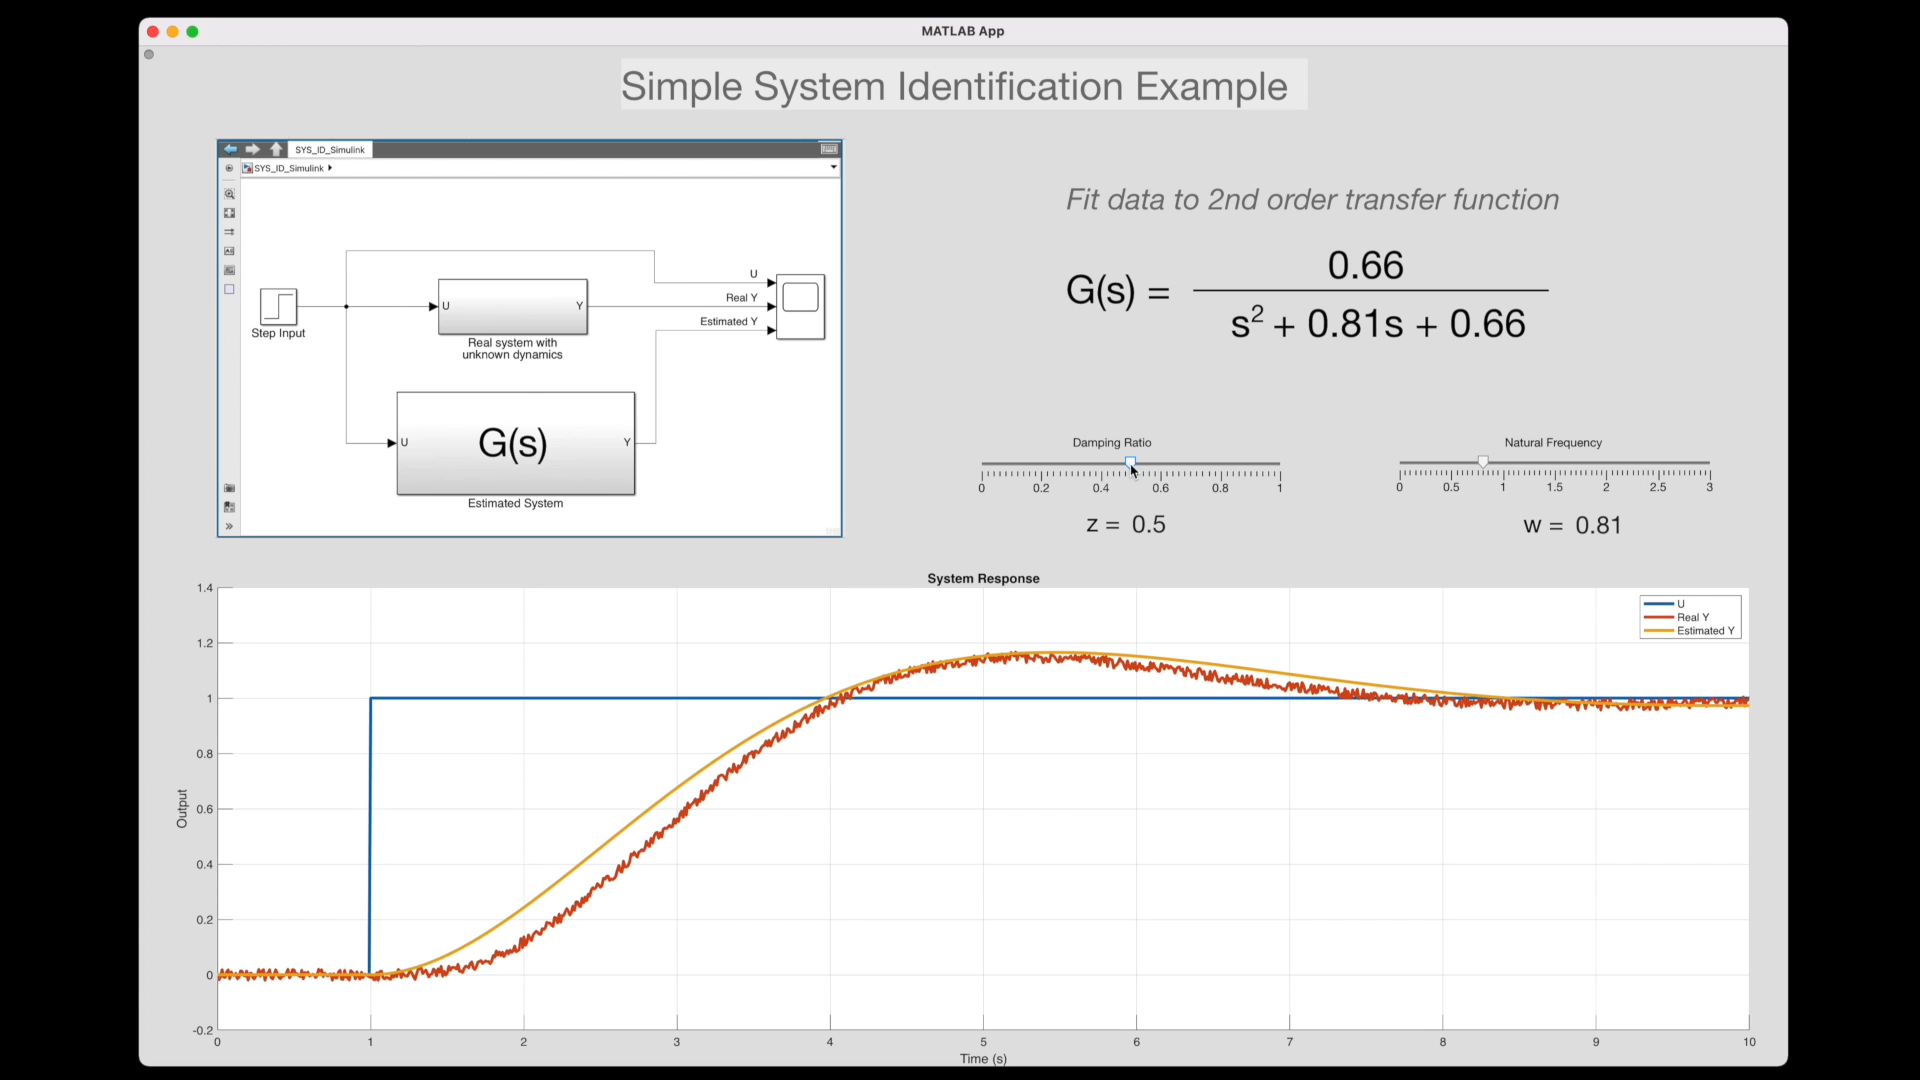 MATLAB App
Simple System Identification Example
SYS_ID_Simulink
SYS_ID_Simulink
Step Input
U
Y
Real system with
unknown dynamics
U
Real Y
Estimated Y
U
G(s)
Y
Estimated System
Fit data to 2nd order transfer function
G(s) =
0.66
s² + 0.81s + 0.66
Damping Ratio
0 0.2 0.4 0.6 0.8 1
z = 0.5
Natural Frequency
0 0.5 1 1.5 2 2.5 3
w = 0.81
System Response
U
Real Y
Estimated Y
Output
1.4
1.2
1
0.8
0.6
0.4
0.2
0
-0.2
0 1 2 3 4 5 6 7 8 9 10
Time (s)